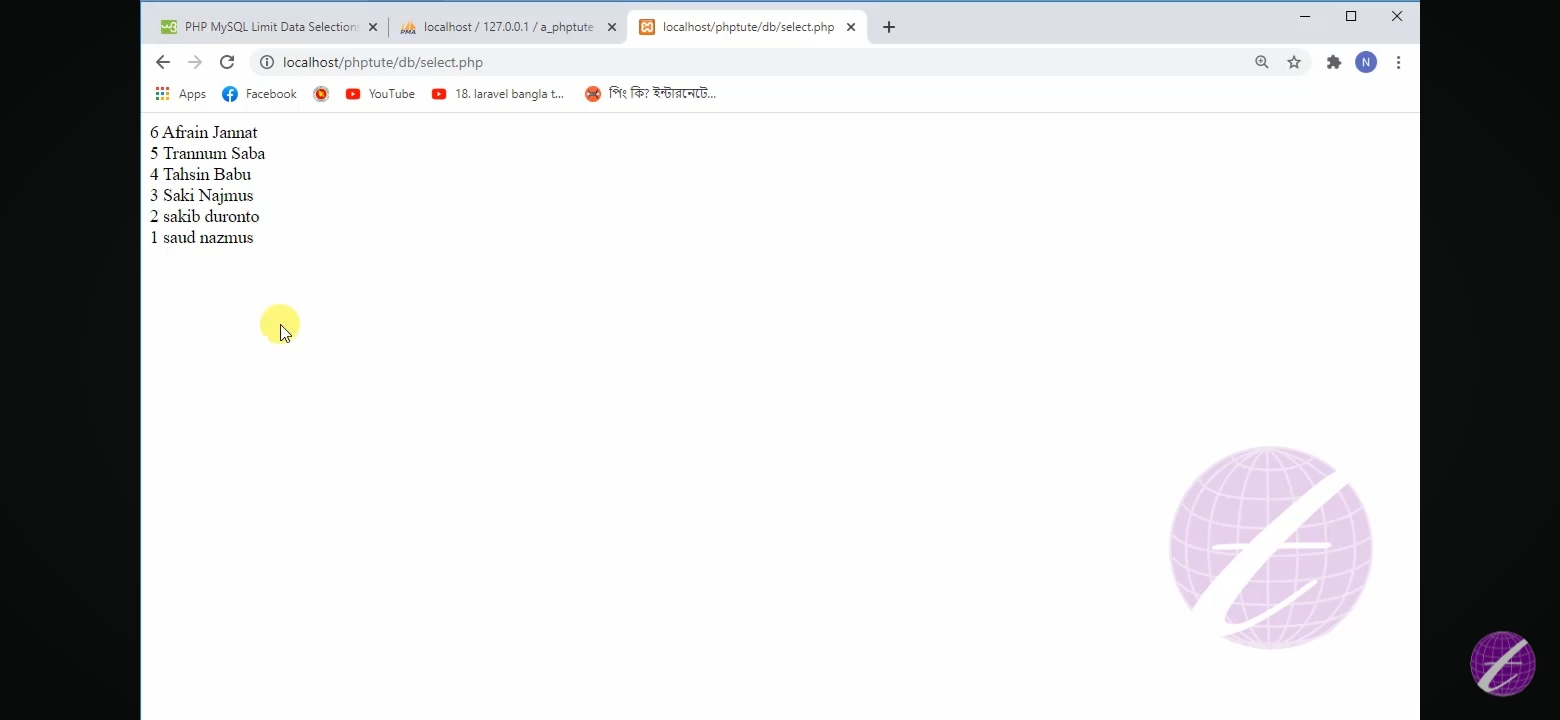 PHP MySQL Limit Data Selection
localhost / 127.0.0.1 / a_phptute
localhost/phptute/db/select.php
localhost/phptute/db/select.php
N
Apps
Facebook
YouTube
18. laravel bangla t...
পিং কি? ইন্টারনেটে...
6 Afrain Jannat
5 Trannum Saba
4 Tahsin Babu
3 Saki Najmus
2 sakib duronto
1 saud nazmus